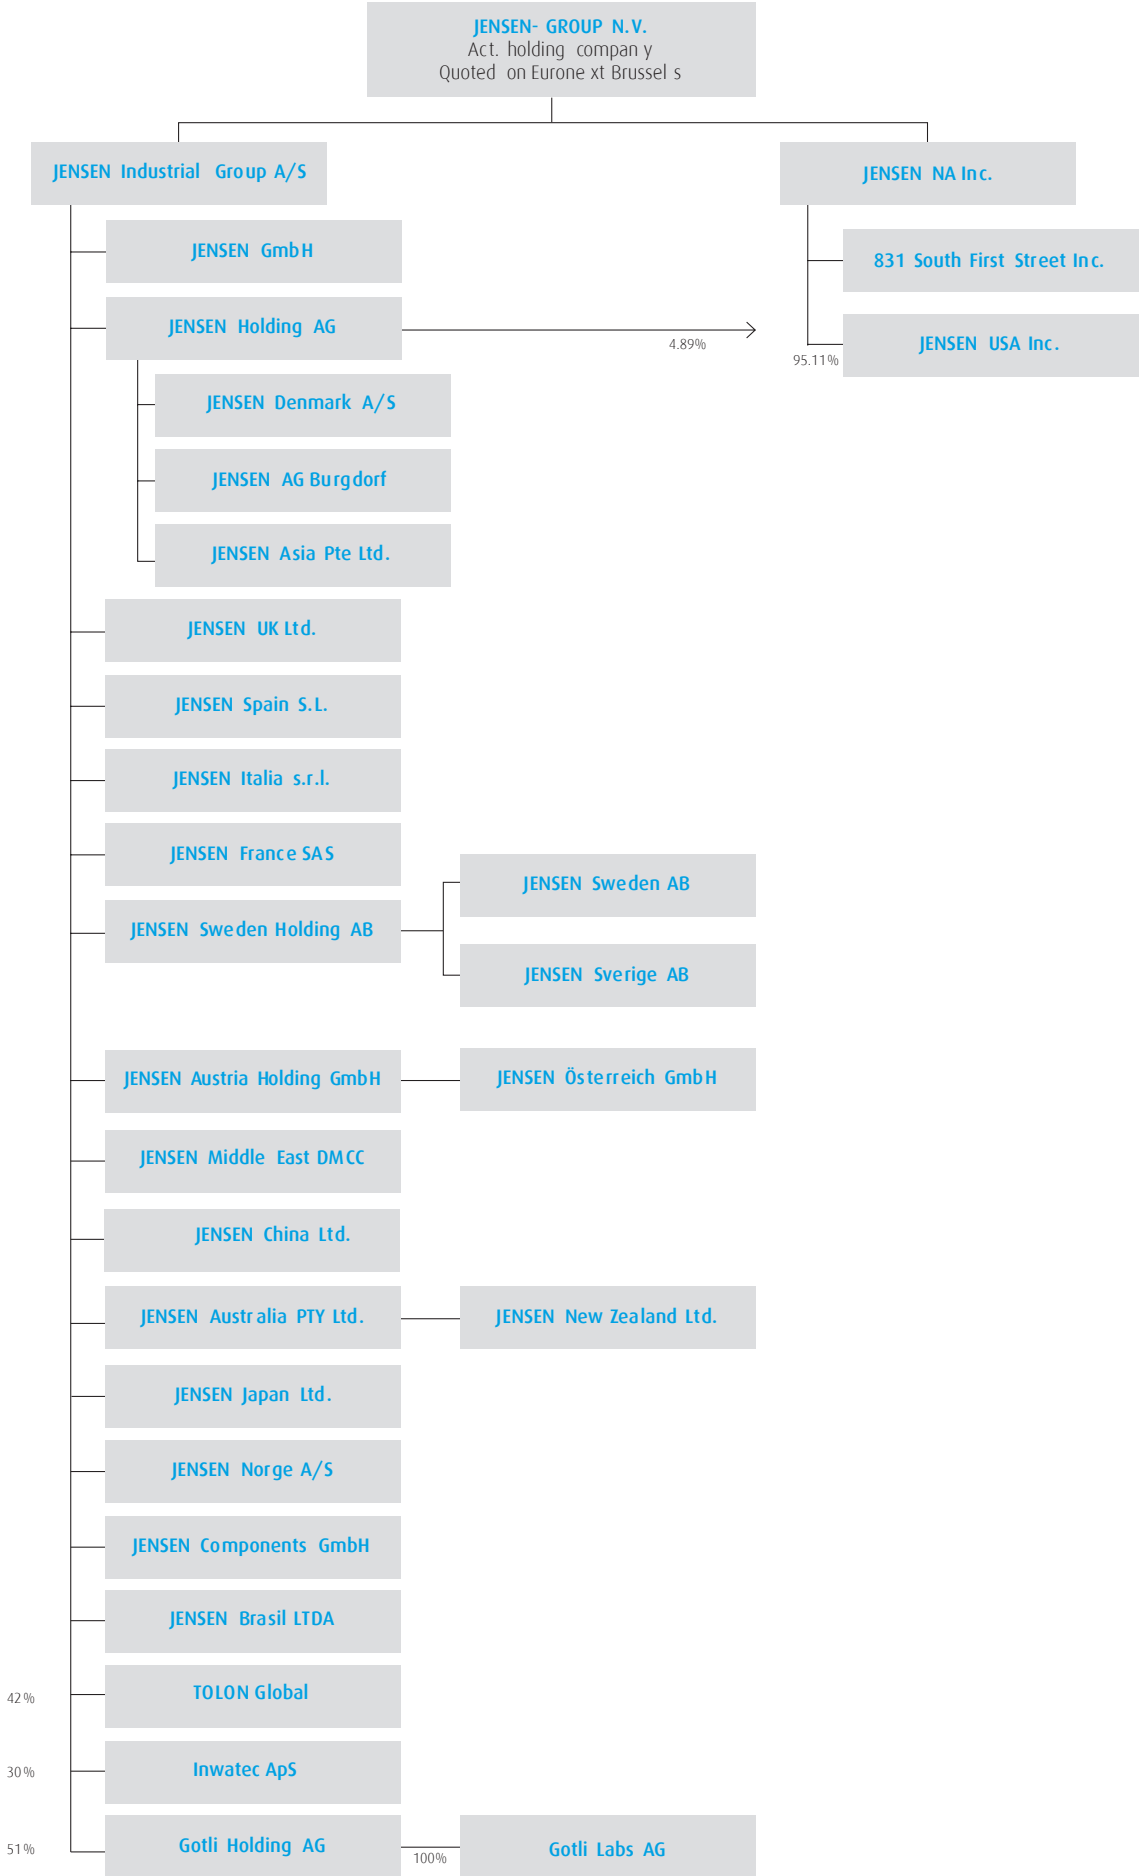 JENSEN- GROUP N.V.
Act. holding company
Quoted on Euronext Brussels
JENSEN Industrial Group A/S
JENSEN NA Inc.
JENSEN GmbH
831 South First Street Inc.
JENSEN Holding AG
4.89%
JENSEN USA Inc.
95.11%
JENSEN Denmark A/S
JENSEN AG Burgdorf
JENSEN Asia Pte Ltd.
JENSEN UK Ltd.
JENSEN Spain S.L.
JENSEN Italia s.r.l.
JENSEN France SAS
JENSEN Sweden AB
JENSEN Sweden Holding AB
JENSEN Sverige AB
JENSEN Austria Holding GmbH
JENSEN Österreich GmbH
JENSEN Middle East DMCC
JENSEN China Ltd.
JENSEN Australia PTY Ltd.
JENSEN New Zealand Ltd.
JENSEN Japan Ltd.
JENSEN Norge A/S
JENSEN Components GmbH
JENSEN Brasil LTDA
42%
TOLON Global
30%
Inwatec ApS
51%
Gotli Holding AG
100%
Gotli Labs AG